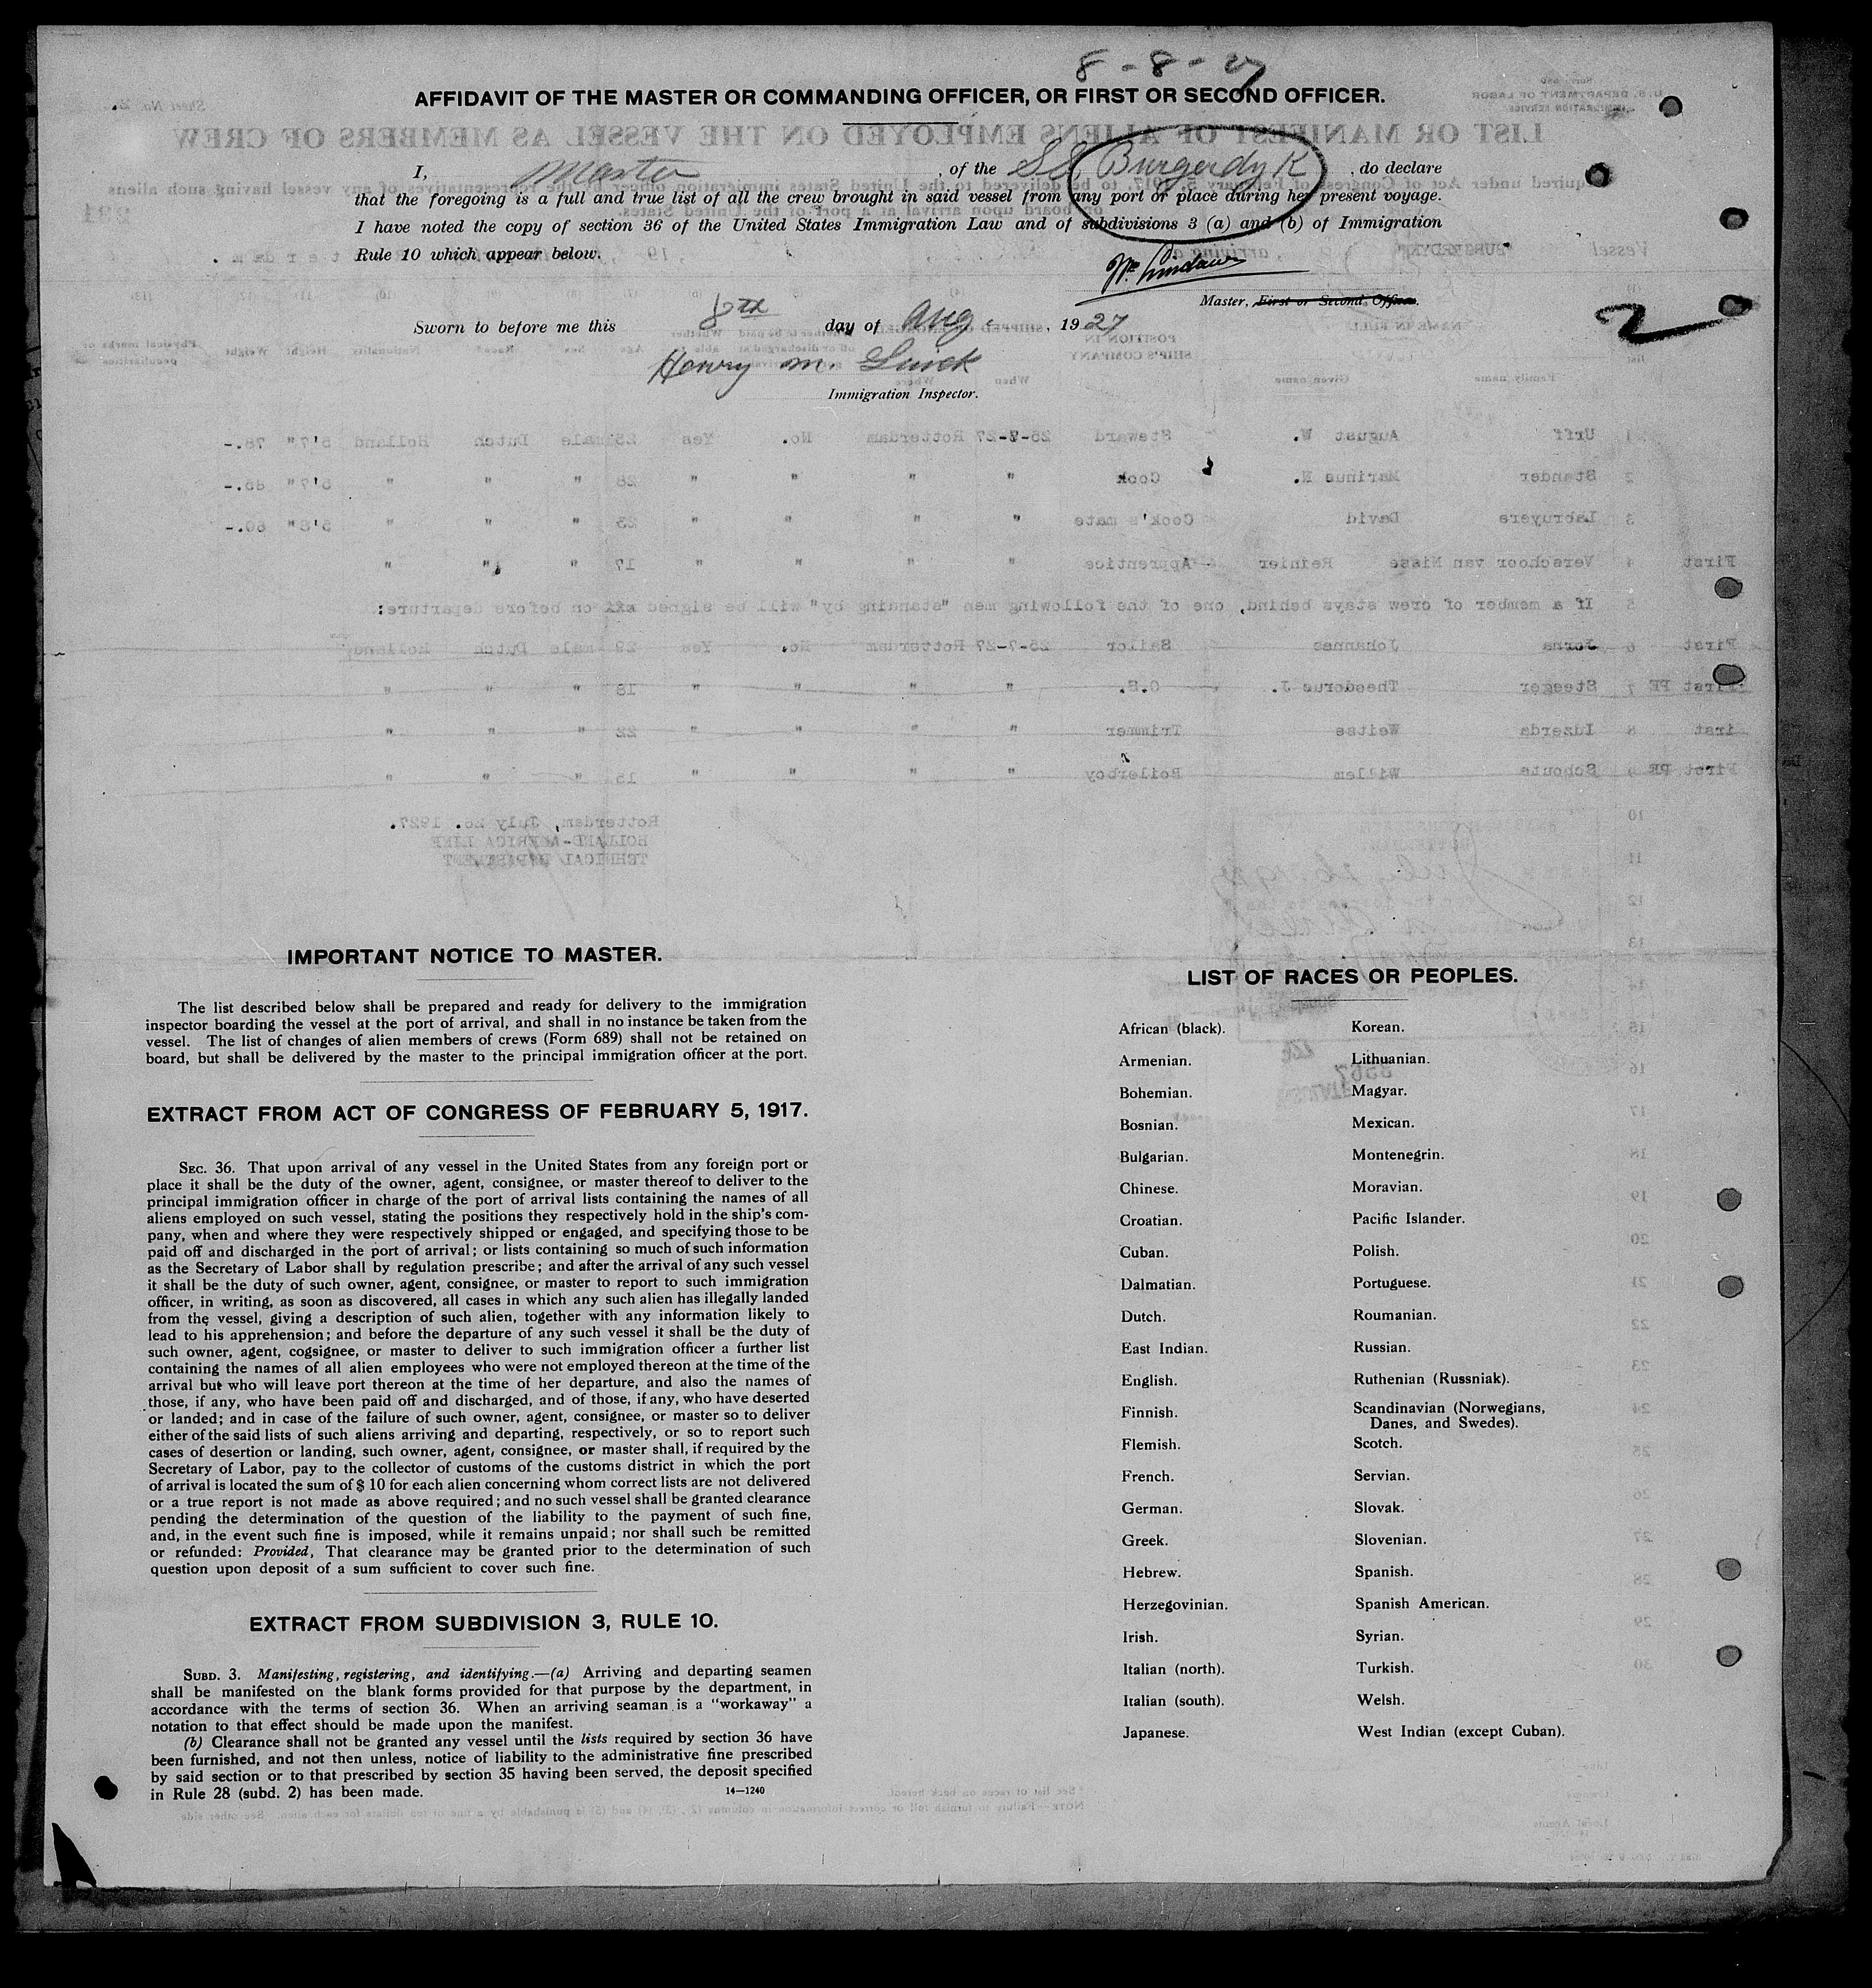 8-8-27
AFFIDAVIT OF THE MASTER OR COMMANDING OFFICER, OR FIRST OR SECOND OFFICER.
I, Master, of the SS. Burgerdyk, do declare
that the foregoing is a full and true list of all the crew brought in said vessel from any port or place during her present voyage.
I have noted the copy of section 36 of the United States Immigration Law and of subdivisions 3 (a) and (b) of Immigration
Rule 10 which appear below.
Master, First or Second Officer.
2
Sworn to before me this 8th day of Aug., 1927
Henry M.
Immigration Inspector.
IMPORTANT NOTICE TO MASTER.
The list described below shall be prepared and ready for delivery to the immigration
inspector boarding the vessel at the port of arrival, and shall in no instance be taken from the
vessel. The list of changes of alien members of crews (Form 689) shall not be retained on
board, but shall be delivered by the master to the principal immigration officer at the port.
EXTRACT FROM ACT OF CONGRESS OF FEBRUARY 5, 1917.
SEC. 36. That upon arrival of any vessel in the United States from any foreign port or
place it shall be the duty of the owner, agent, consignee, or master thereof to deliver to the
principal immigration officer in charge of the port of arrival lists containing the names of all
aliens employed on such vessel, stating the positions they respectively hold in the ship's com-
pany, when and where they were respectively shipped or engaged, and specifying those to be
paid off and discharged in the port of arrival; or lists containing so much of such information
as the Secretary of Labor shall by regulation prescribe; and after the arrival of any such vessel
it shall be the duty of such owner, agent, consignee, or master to report to such immigration
officer, in writing, as soon as discovered, all cases in which any such alien has illegally landed
from the vessel, giving a description of such alien, together with any information likely to
lead to his apprehension; and before the departure of any such vessel it shall be the duty of
such owner, agent, cogsignee, or master to deliver to such immigration officer a further list
containing the names of all alien employees who were not employed thereon at the time of the
arrival but who will leave port thereon at the time of her departure, and also the names of
those, if any, who have been paid off and discharged, and of those, if any, who have deserted
or landed; and in case of the failure of such owner, agent, consignee, or master so to deliver
either of the said lists of such aliens arriving and departing, respectively, or so to report such
cases of desertion or landing, such owner, agent, consignee, or master shall, if required by the
Secretary of Labor, pay to the collector of customs of the customs district in which the port
of arrival is located the sum of $10 for each alien concerning whom correct lists are not delivered
or a true report is not made as above required; and no such vessel shall be granted clearance
pending the determination of the question of the liability to the payment of such fine,
and, in the event such fine is imposed, while it remains unpaid; nor shall such be remitted
or refunded: Provided, That clearance may be granted prior to the determination of such
question upon deposit of a sum sufficient to cover such fine.
EXTRACT FROM SUBDIVISION 3, RULE 10.
SUBD. 3. Manifesting, registering, and identifying.—(a) Arriving and departing seamen
shall be manifested on the blank forms provided for that purpose by the department, in
accordance with the terms of section 36. When an arriving seaman is a "workaway" a
notation to that effect should be made upon the manifest.
(b) Clearance shall not be granted any vessel until the lists required by section 36 have
been furnished, and not then unless, notice of liability to the administrative fine prescribed
by said section or to that prescribed by section 35 having been served, the deposit specified
in Rule 28 (subd. 2) has been made.
14—1240
LIST OF RACES OR PEOPLES.
African (black).
Armenian.
Bohemian.
Bosnian.
Bulgarian.
Chinese.
Croatian.
Cuban.
Dalmatian.
Dutch.
East Indian.
English.
Finnish.
Flemish.
French.
German.
Greek.
Hebrew.
Herzegovinian.
Irish.
Italian (north).
Italian (south).
Japanese.
Korean.
Lithuanian.
Magyar.
Mexican.
Montenegrin.
Moravian.
Pacific Islander.
Polish.
Portuguese.
Roumanian.
Russian.
Ruthenian (Russniak).
Scandinavian (Norwegians,
Danes, and Swedes).
Scotch.
Servian.
Slovak.
Slovenian.
Spanish.
Spanish American.
Syrian.
Turkish.
Welsh.
West Indian (except Cuban).